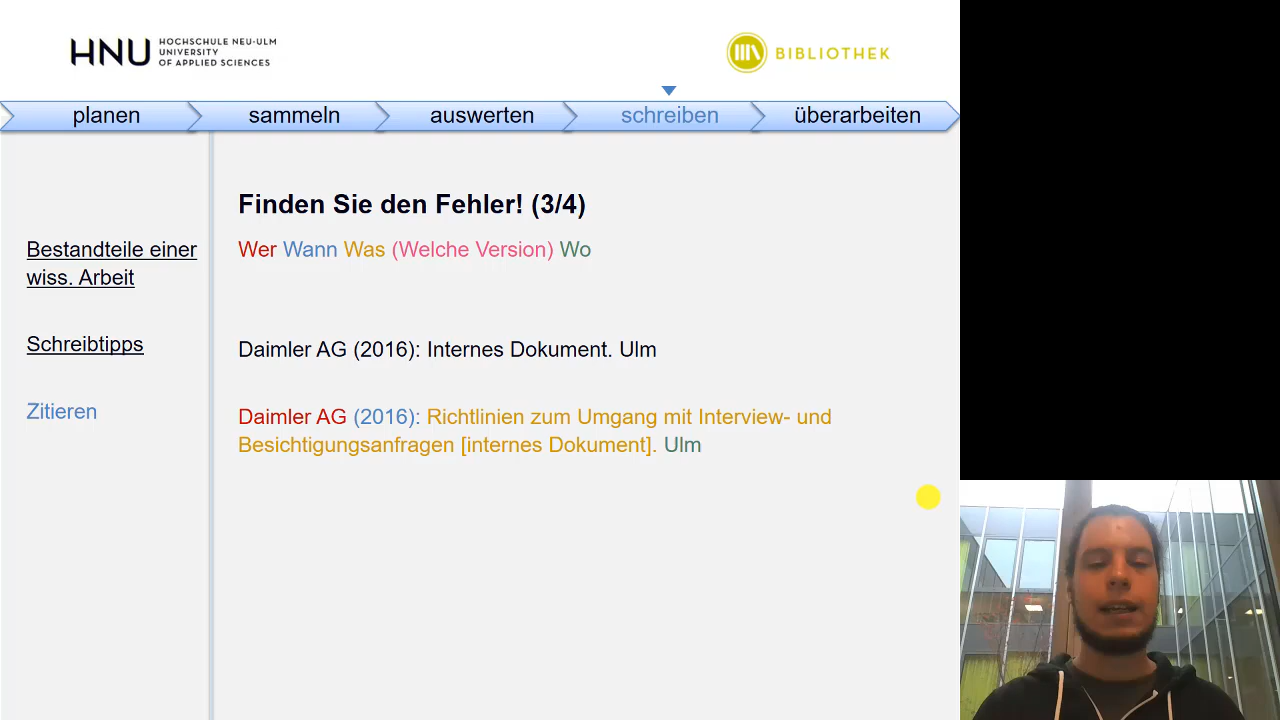 HNU HOCHSCHULE NEU-ULM
UNIVERSITY
OF APPLIED SCIENCES
BIBLIOTHEK
planen
sammeln
auswerten
schreiben
überarbeiten
Finden Sie den Fehler! (3/4)
Bestandteile einer
wiss. Arbeit
Wer Wann Was (Welche Version) Wo
Schreibtipps
Daimler AG (2016): Internes Dokument. Ulm
Zitieren
Daimler AG (2016): Richtlinien zum Umgang mit Interview- und
Besichtigungsanfragen [internes Dokument]. Ulm